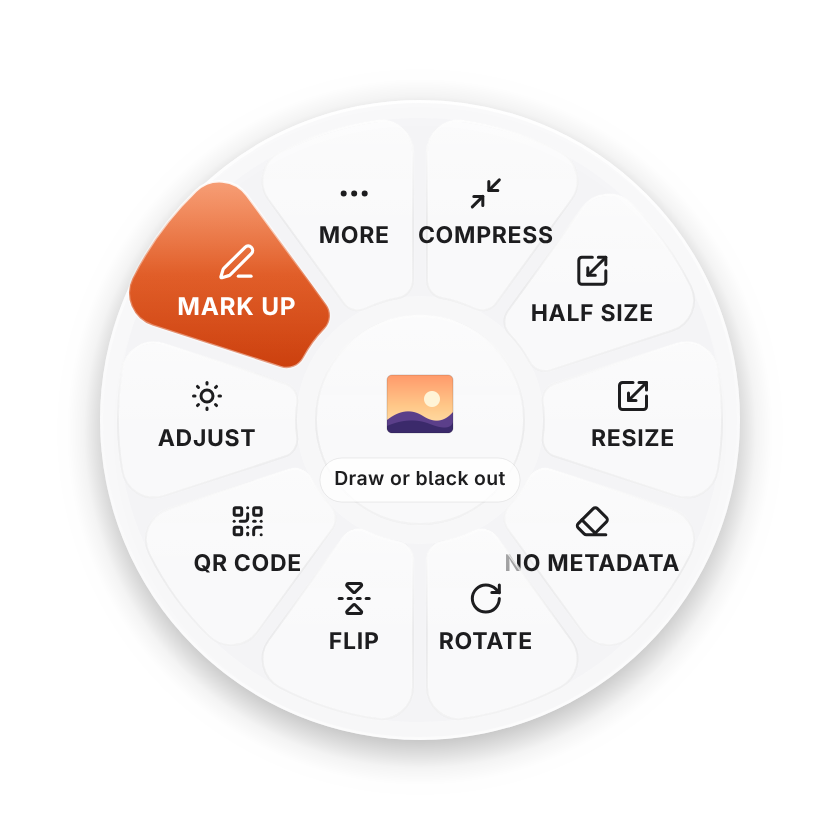 MORE
COMPRESS
MARK UP
HALF SIZE
ADJUST
RESIZE
Draw or black out
QR CODE
NO METADATA
FLIP
ROTATE